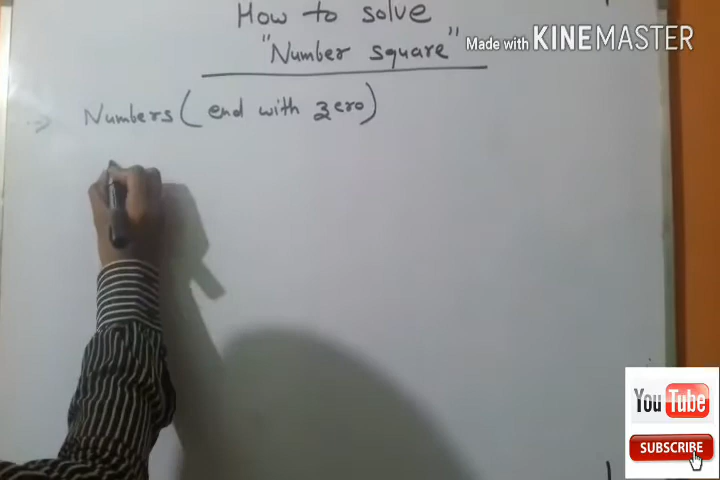 How to solve
"Number square"
Made with KINEMASTER
=> Numbers (end with zero)
You Tube
SUBSCRIBE